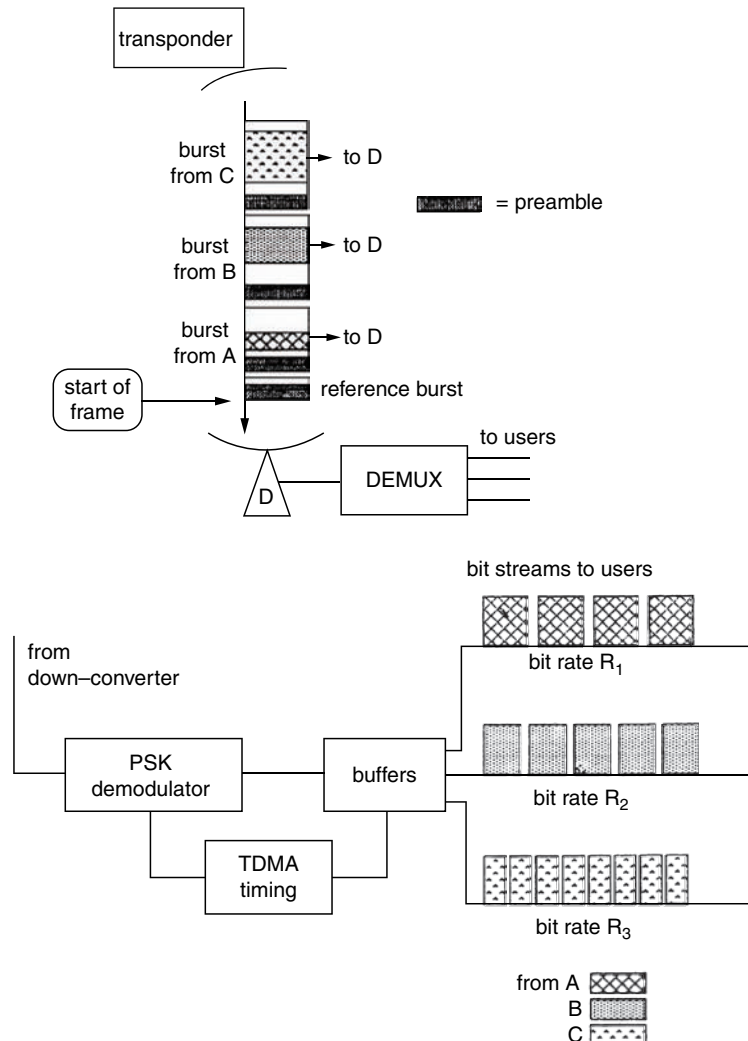 transponder
burst
from C
to D
= preamble
burst
from B
to D
burst
from A
to D
start of
frame
reference burst
to users
D
DEMUX
bit streams to users
from
down–converter
bit rate R1
PSK
demodulator
buffers
bit rate R2
TDMA
timing
bit rate R3
from A
B
C